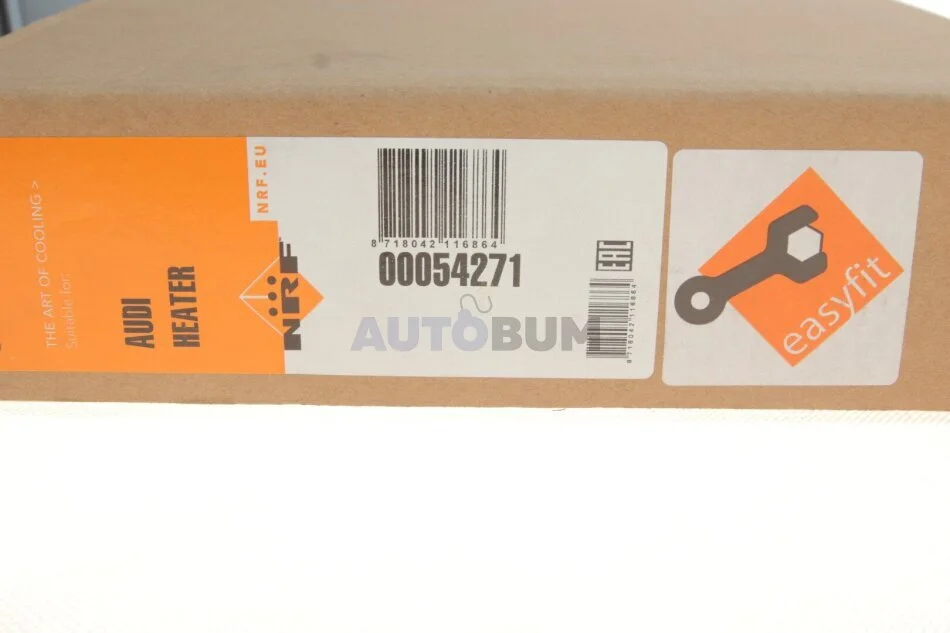 THE ART OF COOLING >
Suitable for:
AUDI
HEATER
NRF.EU
NRF
8 718042 116864
00054271
EAC
8 718042 116864
easyfit
AUTOBUM